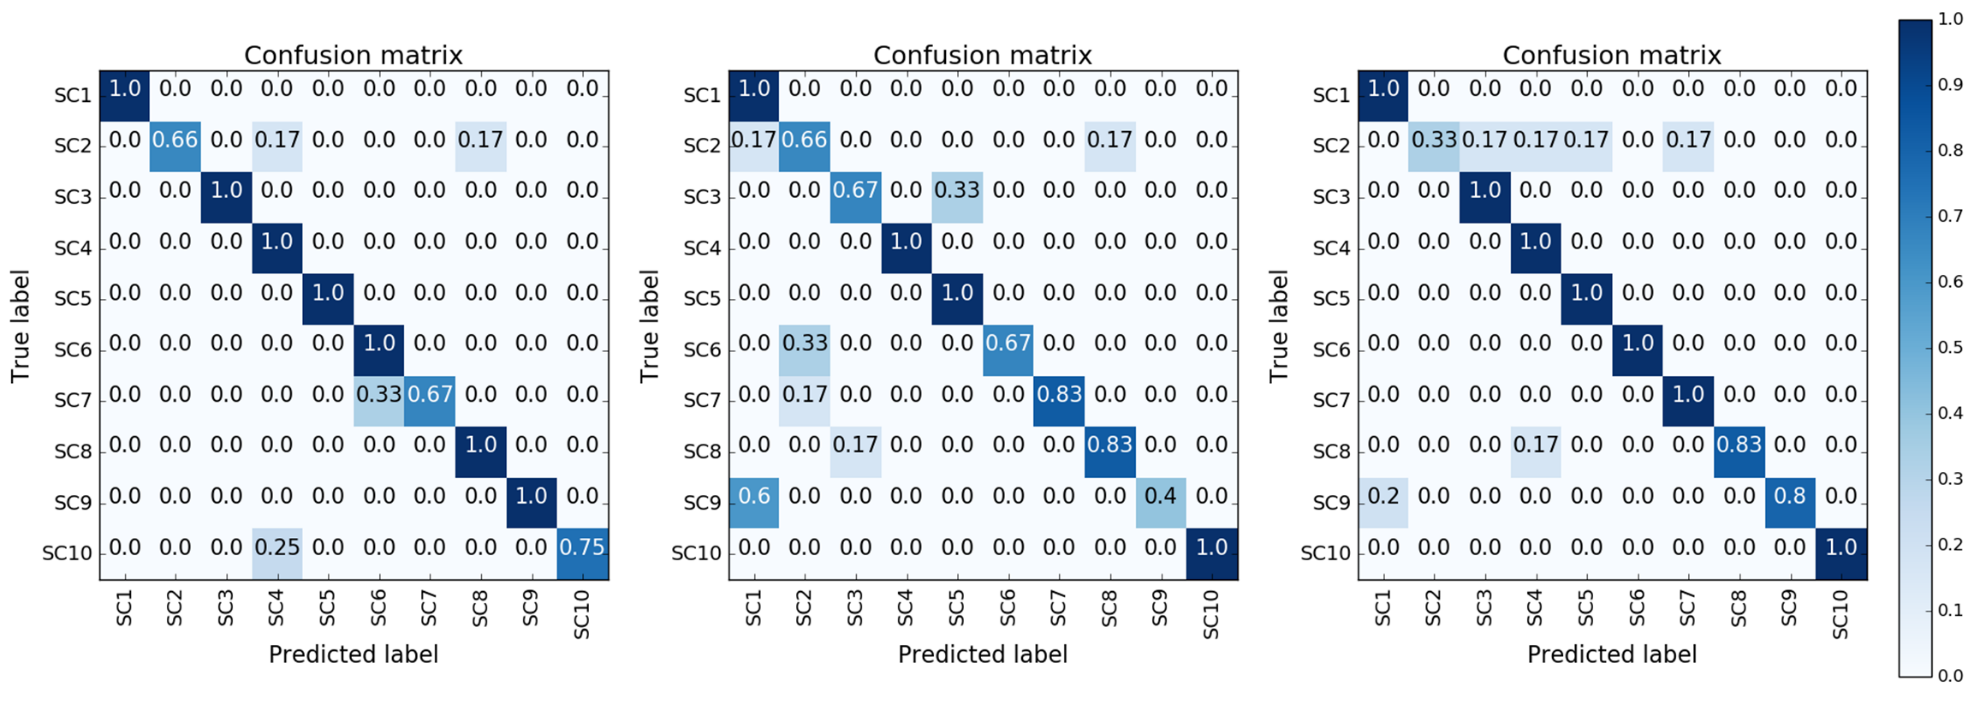 Confusion matrix
SC1 1.0 0.0 0.0 0.0 0.0 0.0 0.0 0.0 0.0 0.0
SC2 0.0 0.66 0.0 0.17 0.0 0.0 0.0 0.17 0.0 0.0
SC3 0.0 0.0 1.0 0.0 0.0 0.0 0.0 0.0 0.0 0.0
SC4 0.0 0.0 0.0 1.0 0.0 0.0 0.0 0.0 0.0 0.0
SC5 0.0 0.0 0.0 0.0 1.0 0.0 0.0 0.0 0.0 0.0
SC6 0.0 0.0 0.0 0.0 0.0 1.0 0.0 0.0 0.0 0.0
SC7 0.0 0.0 0.0 0.0 0.0 0.33 0.67 0.0 0.0 0.0
SC8 0.0 0.0 0.0 0.0 0.0 0.0 0.0 1.0 0.0 0.0
SC9 0.0 0.0 0.0 0.0 0.0 0.0 0.0 0.0 1.0 0.0
SC10 0.0 0.0 0.0 0.25 0.0 0.0 0.0 0.0 0.0 0.75
True label
SC1 SC2 SC3 SC4 SC5 SC6 SC7 SC8 SC9 SC10
Predicted label
Confusion matrix
SC1 1.0 0.0 0.0 0.0 0.0 0.0 0.0 0.0 0.0 0.0
SC2 0.17 0.66 0.0 0.0 0.0 0.0 0.0 0.17 0.0 0.0
SC3 0.0 0.0 0.67 0.0 0.33 0.0 0.0 0.0 0.0 0.0
SC4 0.0 0.0 0.0 1.0 0.0 0.0 0.0 0.0 0.0 0.0
SC5 0.0 0.0 0.0 0.0 1.0 0.0 0.0 0.0 0.0 0.0
SC6 0.0 0.33 0.0 0.0 0.0 0.67 0.0 0.0 0.0 0.0
SC7 0.0 0.17 0.0 0.0 0.0 0.0 0.83 0.0 0.0 0.0
SC8 0.0 0.0 0.17 0.0 0.0 0.0 0.0 0.83 0.0 0.0
SC9 0.6 0.0 0.0 0.0 0.0 0.0 0.0 0.0 0.4 0.0
SC10 0.0 0.0 0.0 0.0 0.0 0.0 0.0 0.0 0.0 1.0
True label
SC1 SC2 SC3 SC4 SC5 SC6 SC7 SC8 SC9 SC10
Predicted label
Confusion matrix
SC1 1.0 0.0 0.0 0.0 0.0 0.0 0.0 0.0 0.0 0.0
SC2 0.0 0.33 0.17 0.17 0.17 0.0 0.17 0.0 0.0 0.0
SC3 0.0 0.0 1.0 0.0 0.0 0.0 0.0 0.0 0.0 0.0
SC4 0.0 0.0 0.0 1.0 0.0 0.0 0.0 0.0 0.0 0.0
SC5 0.0 0.0 0.0 0.0 1.0 0.0 0.0 0.0 0.0 0.0
SC6 0.0 0.0 0.0 0.0 0.0 1.0 0.0 0.0 0.0 0.0
SC7 0.0 0.0 0.0 0.0 0.0 0.0 1.0 0.0 0.0 0.0
SC8 0.0 0.0 0.0 0.17 0.0 0.0 0.0 0.83 0.0 0.0
SC9 0.2 0.0 0.0 0.0 0.0 0.0 0.0 0.0 0.8 0.0
SC10 0.0 0.0 0.0 0.0 0.0 0.0 0.0 0.0 0.0 1.0
True label
SC1 SC2 SC3 SC4 SC5 SC6 SC7 SC8 SC9 SC10
Predicted label
1.0
0.9
0.8
0.7
0.6
0.5
0.4
0.3
0.2
0.1
0.0